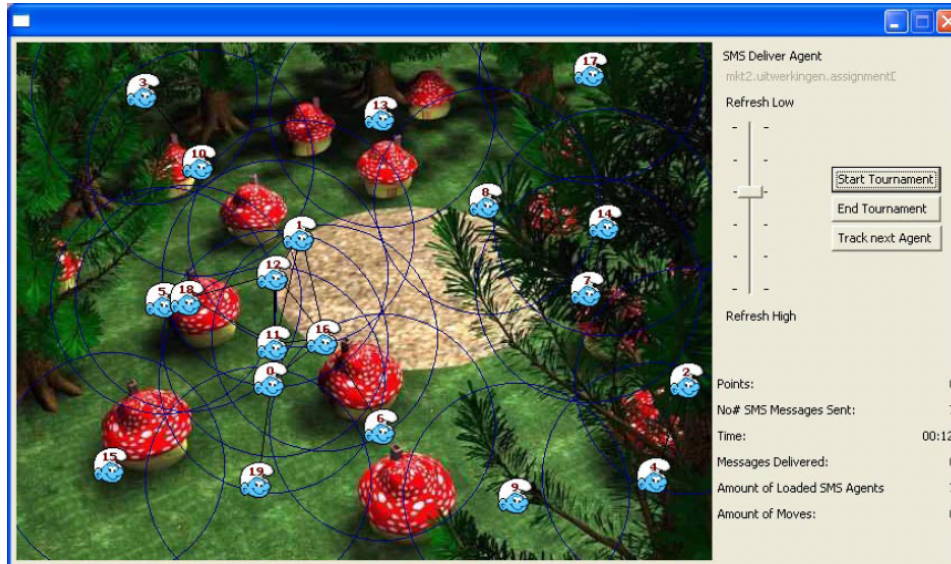 SMS Deliver Agent
mkt2.uitwerkingen.assignment
Refresh Low
Start Tournament
End Tournament
Track next Agent
Refresh High
Points:
No# SMS Messages Sent:
Time: 00:12
Messages Delivered:
Amount of Loaded SMS Agents
Amount of Moves:
17
3
13
10
8
14
1
12
7
5
18
16
11
0
2
6
15
19
4
9